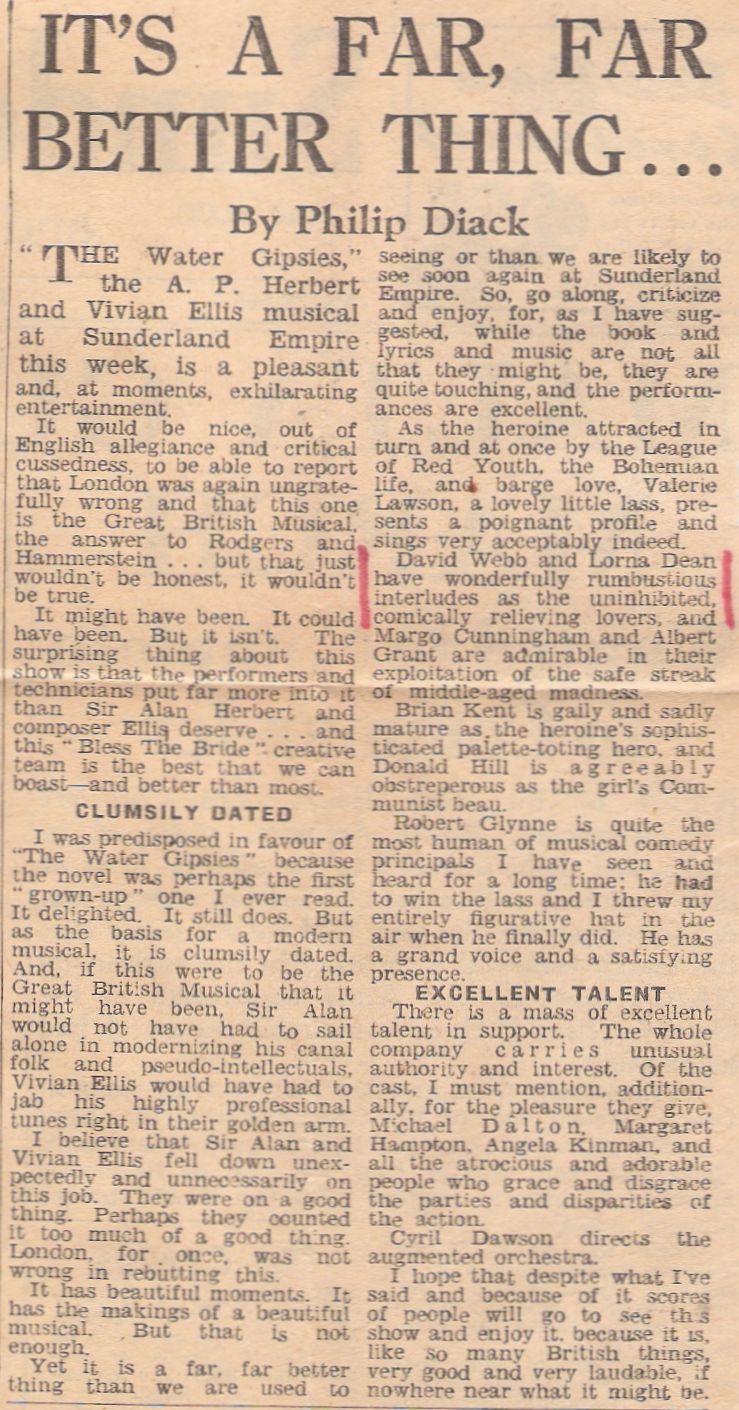 IT'S A FAR, FAR
BETTER THING...
By Philip Diack
"THE Water Gipsies,"
the A. P. Herbert
and Vivian Ellis musical
at Sunderland Empire
this week, is a pleasant
and, at moments, exhilarating
entertainment.
It would be nice, out of
English allegiance and critical
cussedness, to be able to report
that London was again ungrate-
fully wrong and that this one
is the Great British Musical,
the answer to Rodgers and
Hammerstein . . . but that just
wouldn't be honest, it wouldn't
be true.
It might have been. It could
have been. But it isn't. The
surprising thing about this
show is that the performers and
technicians put far more into it
than Sir Alan Herbert and
composer Ellis deserve . . . and
this "Bless The Bride" creative
team is the best that we can
boast—and better than most.
CLUMSILY DATED
I was predisposed in favour of
"The Water Gipsies" because
the novel was perhaps the first
"grown-up" one I ever read.
It delighted. It still does. But
as the basis for a modern
musical, it is clumsily dated.
And, if this were to be the
Great British Musical that it
might have been, Sir Alan
would not have had to sail
alone in modernizing his canal
folk and pseudo-intellectuals,
Vivian Ellis would have had to
jab his highly professional
tunes right in their golden arm.
I believe that Sir Alan and
Vivian Ellis fell down unex-
pectedly and unnecessarily on
this job. They were on a good
thing. Perhaps they counted
it too much of a good thing.
London, for once, was not
wrong in rebutting this.
It has beautiful moments. It
has the makings of a beautiful
musical. But that is not
enough.
Yet it is a far, far better
thing than we are used to
seeing or than we are likely to
see soon again at Sunderland
Empire. So, go along, criticize
and enjoy, for, as I have sug-
gested, while the book and
lyrics and music are not all
that they might be, they are
quite touching, and the perform-
ances are excellent.
As the heroine attracted in
turn and at once by the League
of Red Youth, the Bohemian
life, and barge love, Valerie
Lawson, a lovely little lass, pre-
sents a poignant profile and
sings very acceptably indeed.
David Webb and Lorna Dean
have wonderfully rumbustious
interludes as the uninhibited,
comically relieving lovers, and
Margo Cunningham and Albert
Grant are admirable in their
exploitation of the safe streak
of middle-aged madness.
Brian Kent is gaily and sadly
mature as the heroine's sophis-
ticated palette-toting hero, and
Donald Hill is agreeably
obstreperous as the girl's Com-
munist beau.
Robert Glynne is quite the
most human of musical comedy
principals I have seen and
heard for a long time; he had
to win the lass and I threw my
entirely figurative hat in the
air when he finally did. He has
a grand voice and a satisfying
presence.
EXCELLENT TALENT
There is a mass of excellent
talent in support. The whole
company carries unusual
authority and interest. Of the
cast, I must mention, addition-
ally, for the pleasure they give,
Michael Dalton, Margaret
Hampton, Angela Kinman, and
all the atrocious and adorable
people who grace and disgrace
the parties and disparities of
the action.
Cyril Dawson directs the
augmented orchestra.
I hope that despite what I've
said and because of it scores
of people will go to see this
show and enjoy it, because it is,
like so many British things,
very good and very laudable, if
nowhere near what it might be.